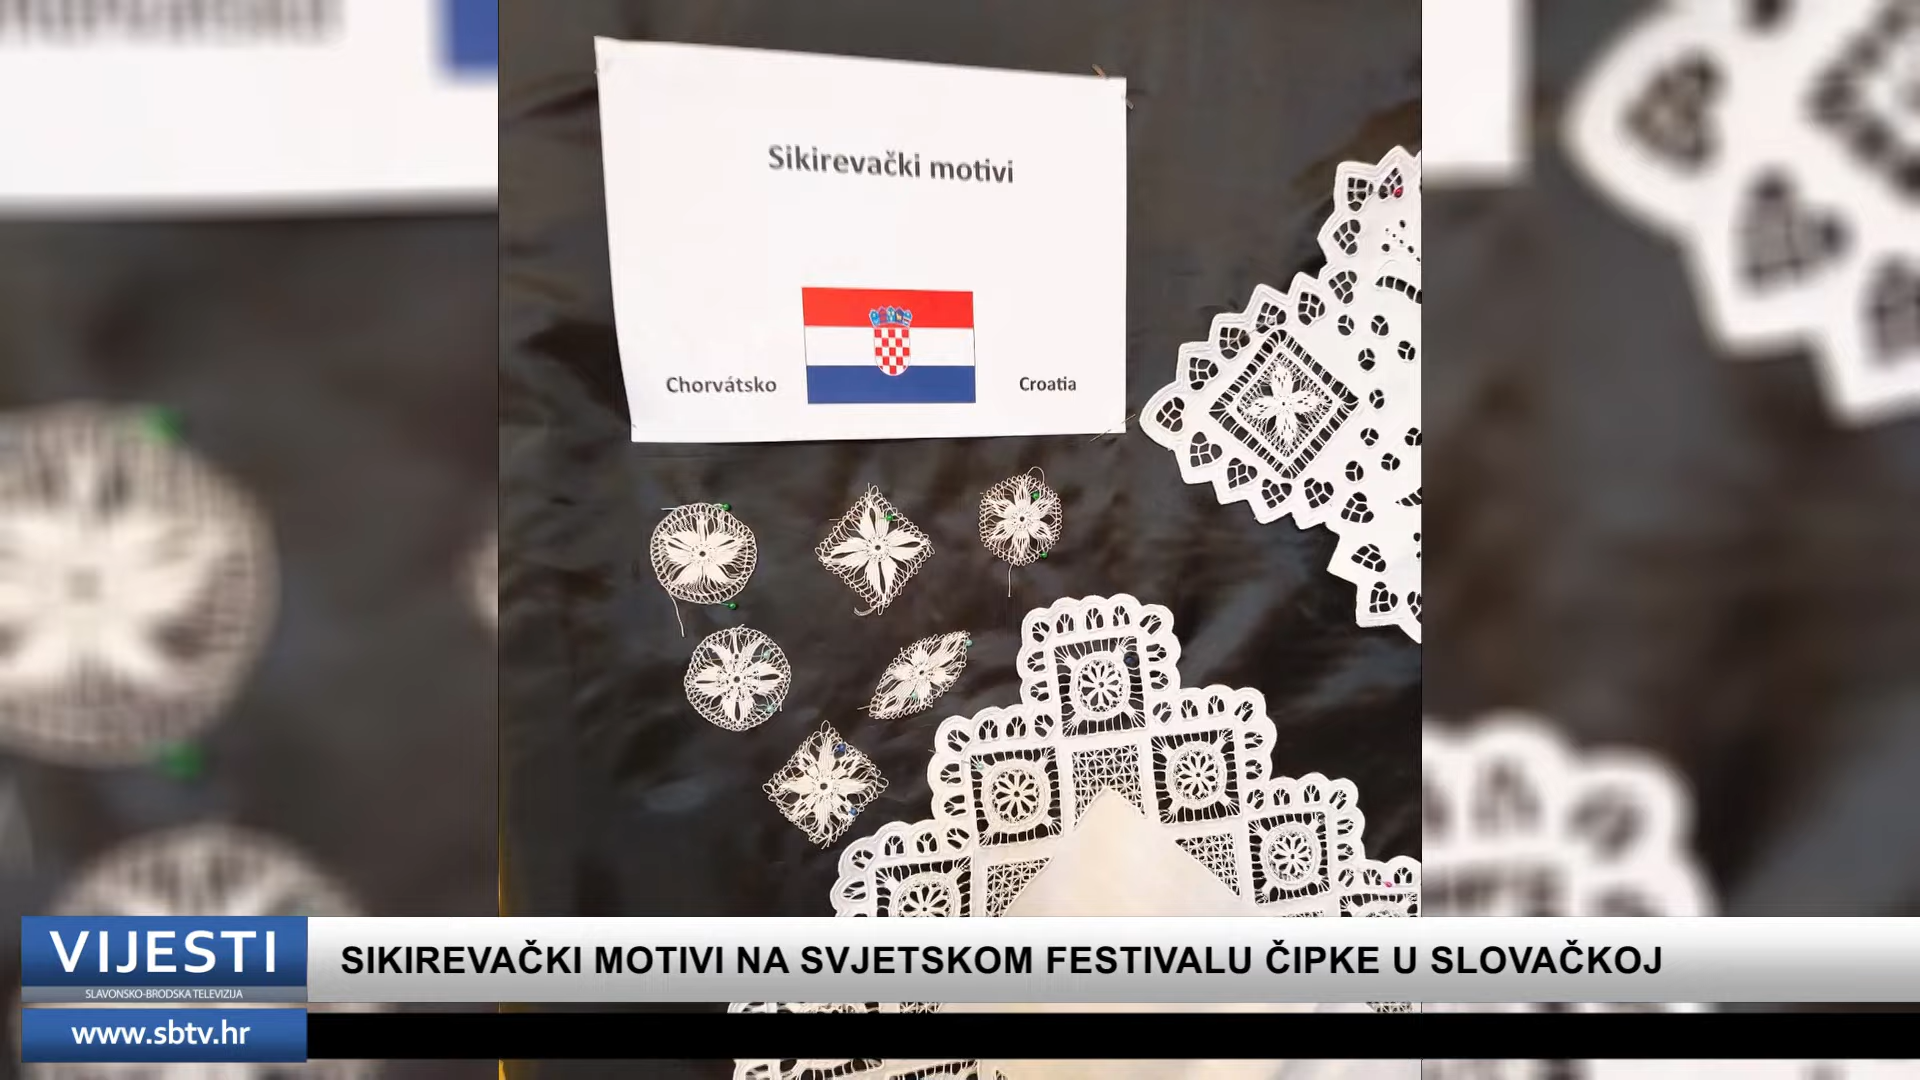 Sikirevački motivi
Chorvátsko
Croatia
VIJESTI
SLAVONSKO-BRODSKA TELEVIZIJA
SIKIREVAČKI MOTIVI NA SVJETSKOM FESTIVALU ČIPKE U SLOVAČKOJ
www.sbtv.hr